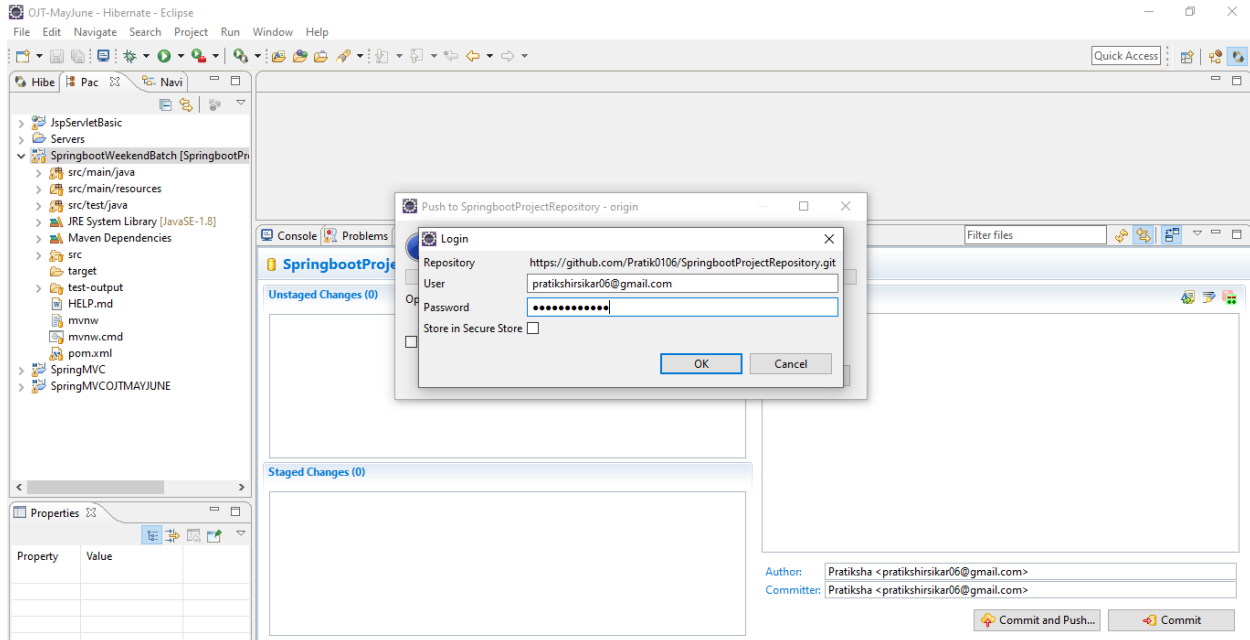 OJT-MayJune - Hibernate - Eclipse
File Edit Navigate Search Project Run Window Help
Quick Access
Hibe Pac Navi
JspServletBasic
Servers
SpringbootWeekendBatch [SpringbootPr
src/main/java
src/main/resources
src/test/java
JRE System Library [JavaSE-1.8]
Maven Dependencies
src
target
test-output
HELP.md
mvnw
mvnw.cmd
pom.xml
SpringMVC
SpringMVCOJTMAYJUNE
Push to SpringbootProjectRepository - origin
Console Problems
Filter files
SpringbootProje
Unstaged Changes (0)
Op
Login
Repository https://github.com/Pratik0106/SpringbootProjectRepository.git
User pratikshirsikar06@gmail.com
Password ●●●●●●●●●●●●
Store in Secure Store
OK Cancel
Staged Changes (0)
Properties
Property Value
Author: Pratiksha <pratikshirsikar06@gmail.com>
Committer: Pratiksha <pratikshirsikar06@gmail.com>
Commit and Push... Commit